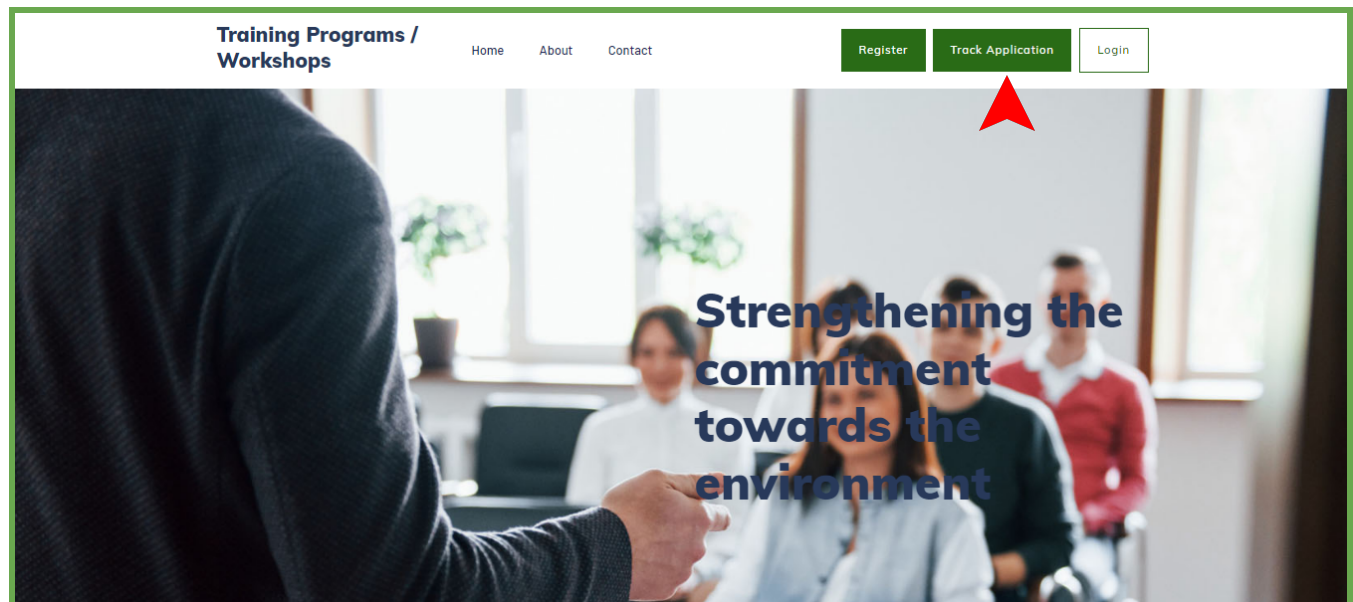 Training Programs /
Workshops
Home About Contact
Register Track Application Login
Strengthening the
commitment
towards the
environment